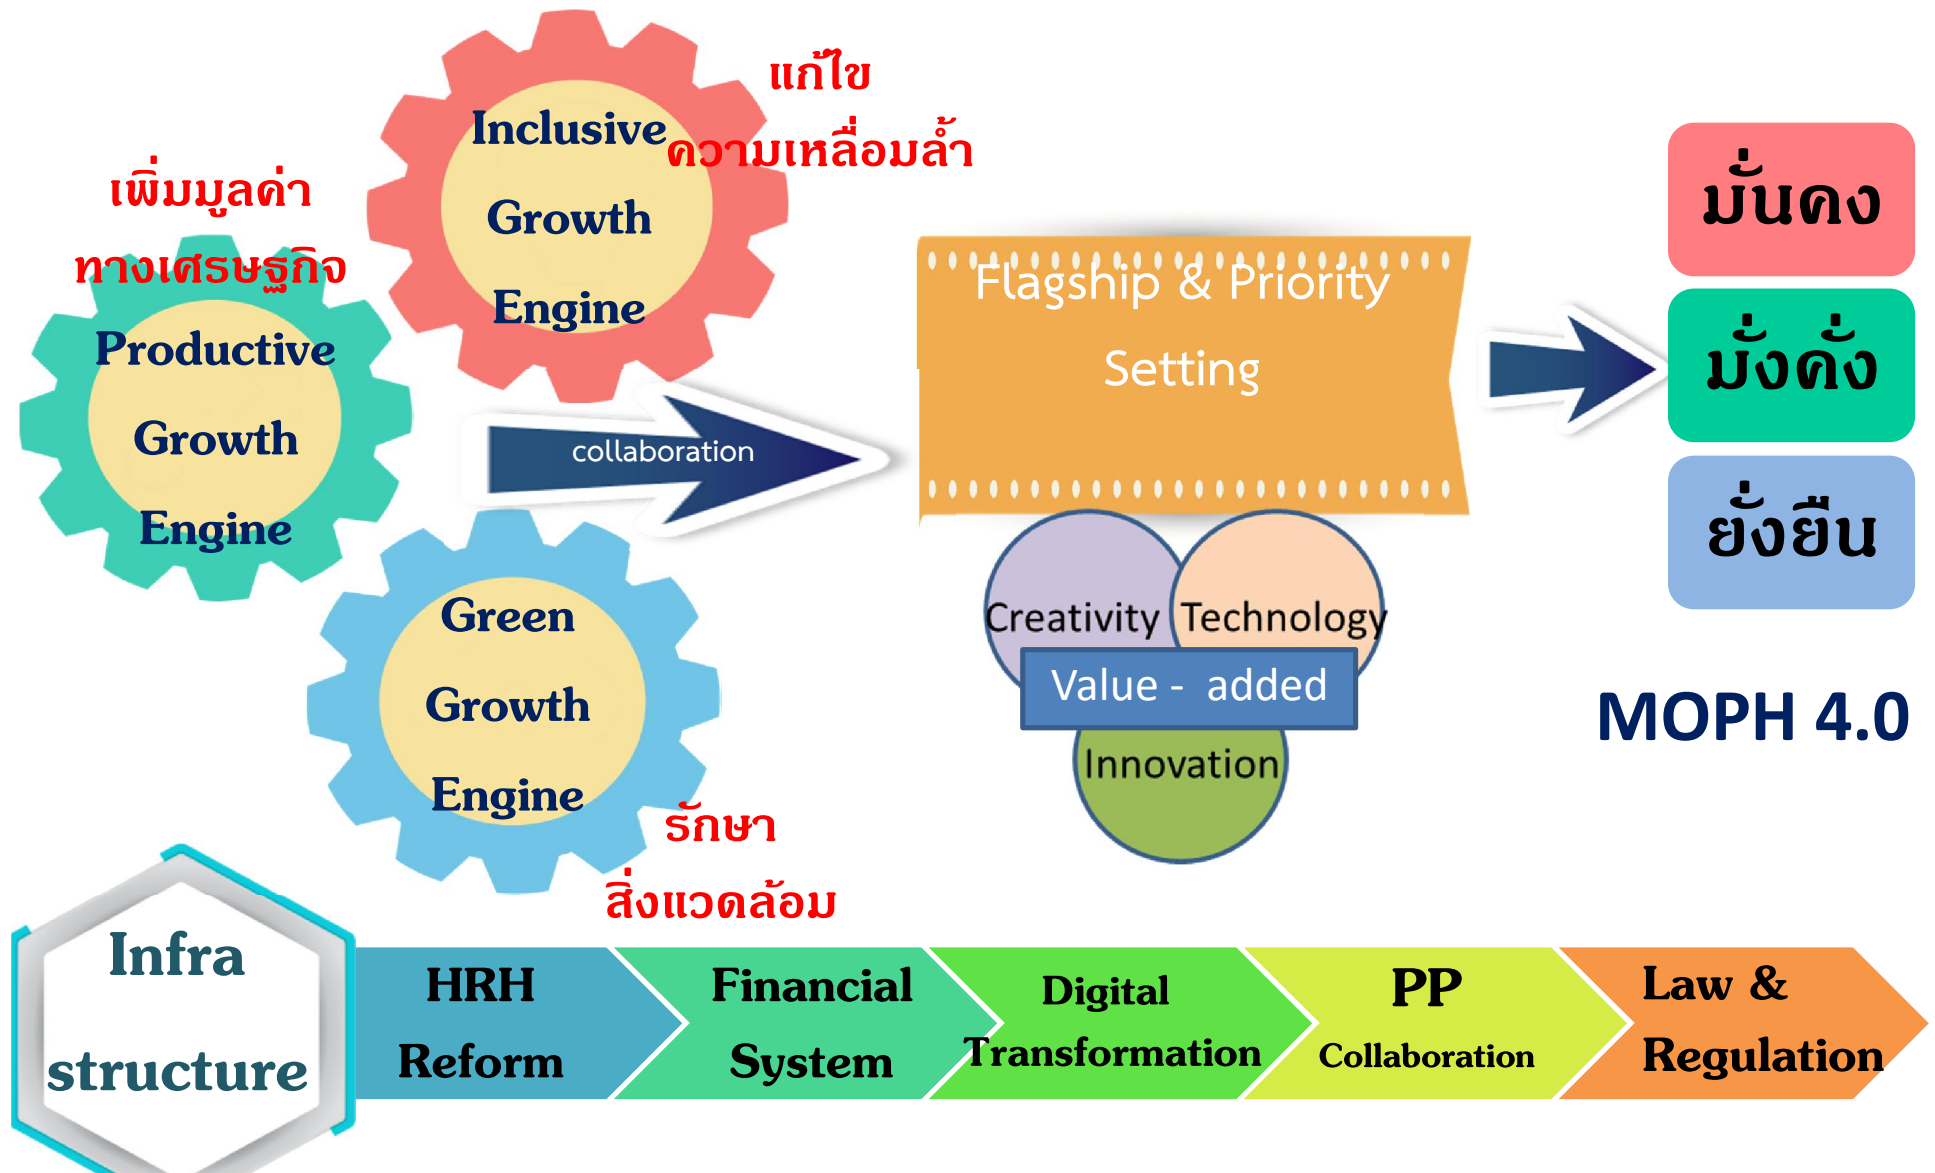 แก้ไข
ความเหลื่อมล้ำ
Inclusive
Growth
Engine
เพิ่มมูลค่า
ทางเศรษฐกิจ
Productive
Growth
Engine
collaboration
Green
Growth
Engine
รักษา
สิ่งแวดล้อม
Flagship & Priority
Setting
Creativity
Technology
Value - added
Innovation
มั่นคง
มั่งคั่ง
ยั่งยืน
MOPH 4.0
Infra
structure
HRH
Reform
Financial
System
Digital
Transformation
PP
Collaboration
Law &
Regulation